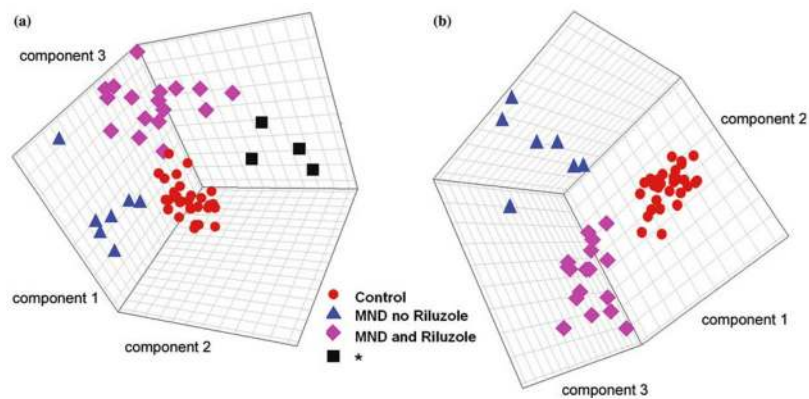 (a)
component 3
component 1
component 2
Control
MND no Riluzole
MND and Riluzole
*
(b)
component 2
component 1
component 3